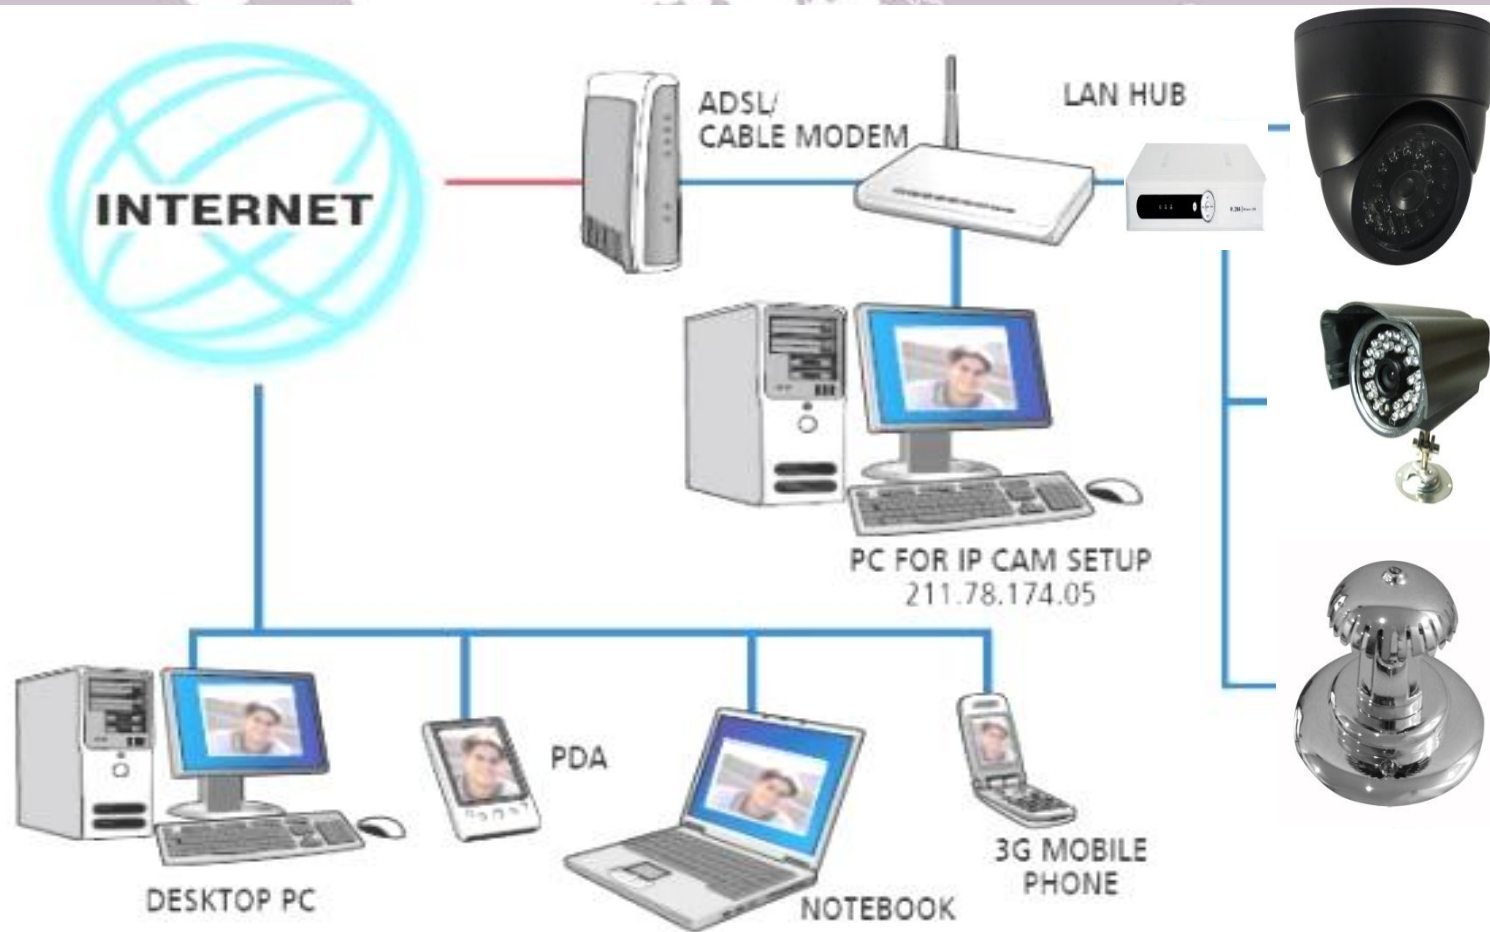 INTERNET
ADSL/
CABLE MODEM
LAN HUB
PC FOR IP CAM SETUP
211.78.174.05
PDA
DESKTOP PC
NOTEBOOK
3G MOBILE
PHONE